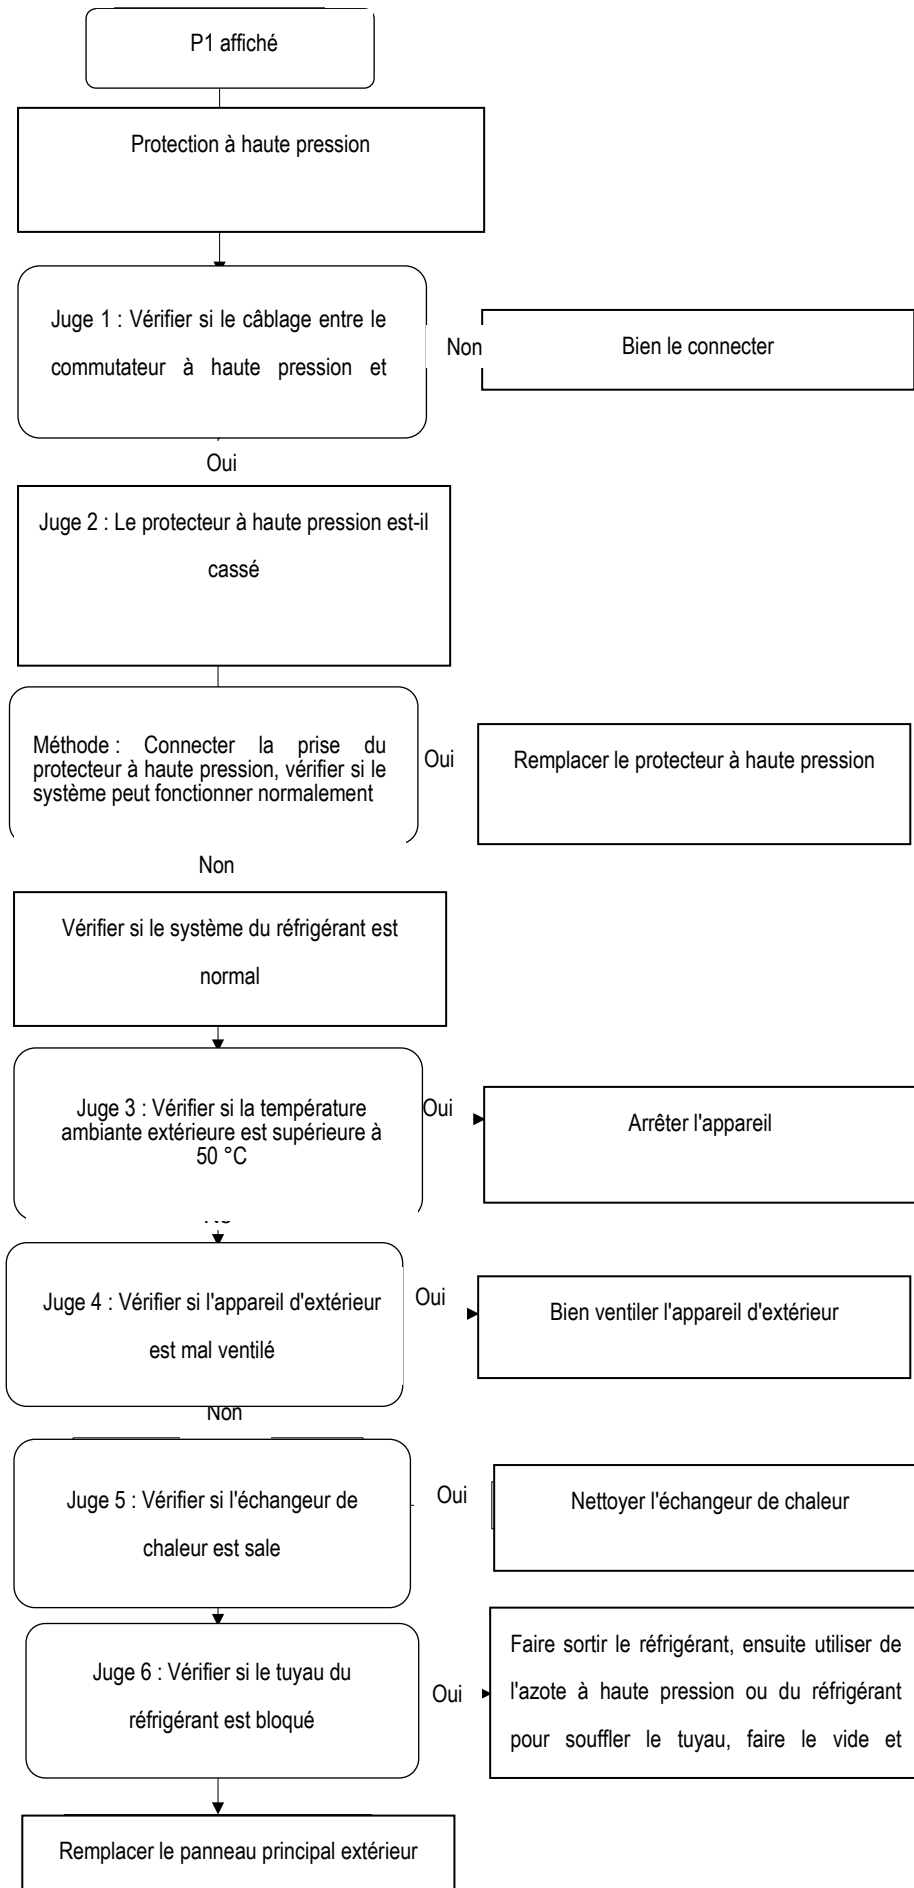 P1 affiché
Protection à haute pression
Juge 1 : Vérifier si le câblage entre le
commutateur à haute pression et
Non
Bien le connecter
Oui
Juge 2 : Le protecteur à haute pression est-il
cassé
Méthode : Connecter la prise du
protecteur à haute pression, vérifier si le
système peut fonctionner normalement
Oui
Remplacer le protecteur à haute pression
Non
Vérifier si le système du réfrigérant est
normal
Juge 3 : Vérifier si la température
ambiante extérieure est supérieure à
50 °C
Oui
Arrêter l'appareil
Juge 4 : Vérifier si l'appareil d'extérieur
est mal ventilé
Oui
Bien ventiler l'appareil d'extérieur
Non
Juge 5 : Vérifier si l'échangeur de
chaleur est sale
Oui
Nettoyer l'échangeur de chaleur
Juge 6 : Vérifier si le tuyau du
réfrigérant est bloqué
Oui
Faire sortir le réfrigérant, ensuite utiliser de
l'azote à haute pression ou du réfrigérant
pour souffler le tuyau, faire le vide et
Remplacer le panneau principal extérieur